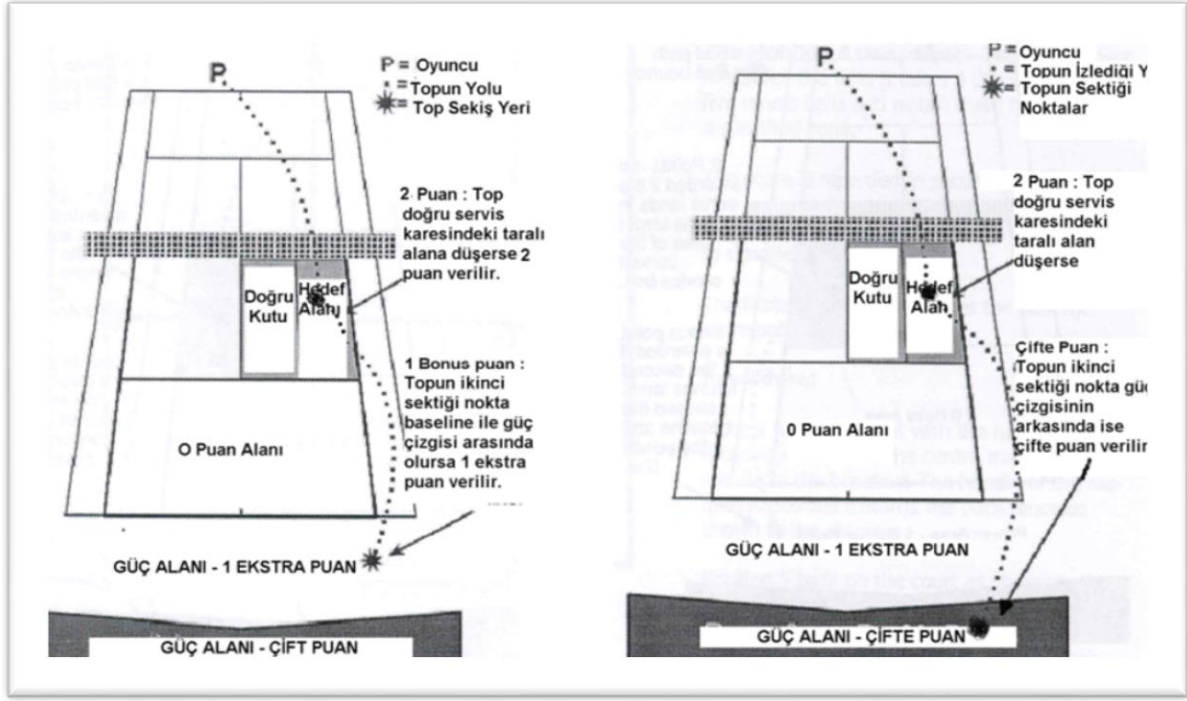 P
P = Oyuncu
= Topun Yolu
= Top Sekiş Yeri
2 Puan : Top
doğru servis
karesindeki taralı
alana düşerse 2
puan verilir.
Doğru
Kutu
Hedef
Alanı
1 Bonus puan :
Topun ikinci
sektiği nokta
baseline ile güç
çizgisi arasında
olursa 1 ekstra
puan verilir.
O Puan Alanı
GÜÇ ALANI - 1 EKSTRA PUAN
GÜÇ ALANI - ÇİFT PUAN
P
P = Oyuncu
= Topun İzlediği Y
= Topun Sektiği
Noktalar
2 Puan : Top
doğru servis
karesindeki
taralı alan
düşerse
Doğru
Kutu
Hedef
Alan
Çifte Puan :
Topun ikinci
sektiği nokta güç
çizgisinin
arkasında ise
çifte puan verilir
0 Puan Alanı
GÜÇ ALANI - 1 EKSTRA PUAN
GÜÇ ALANI - ÇİFTE PUAN